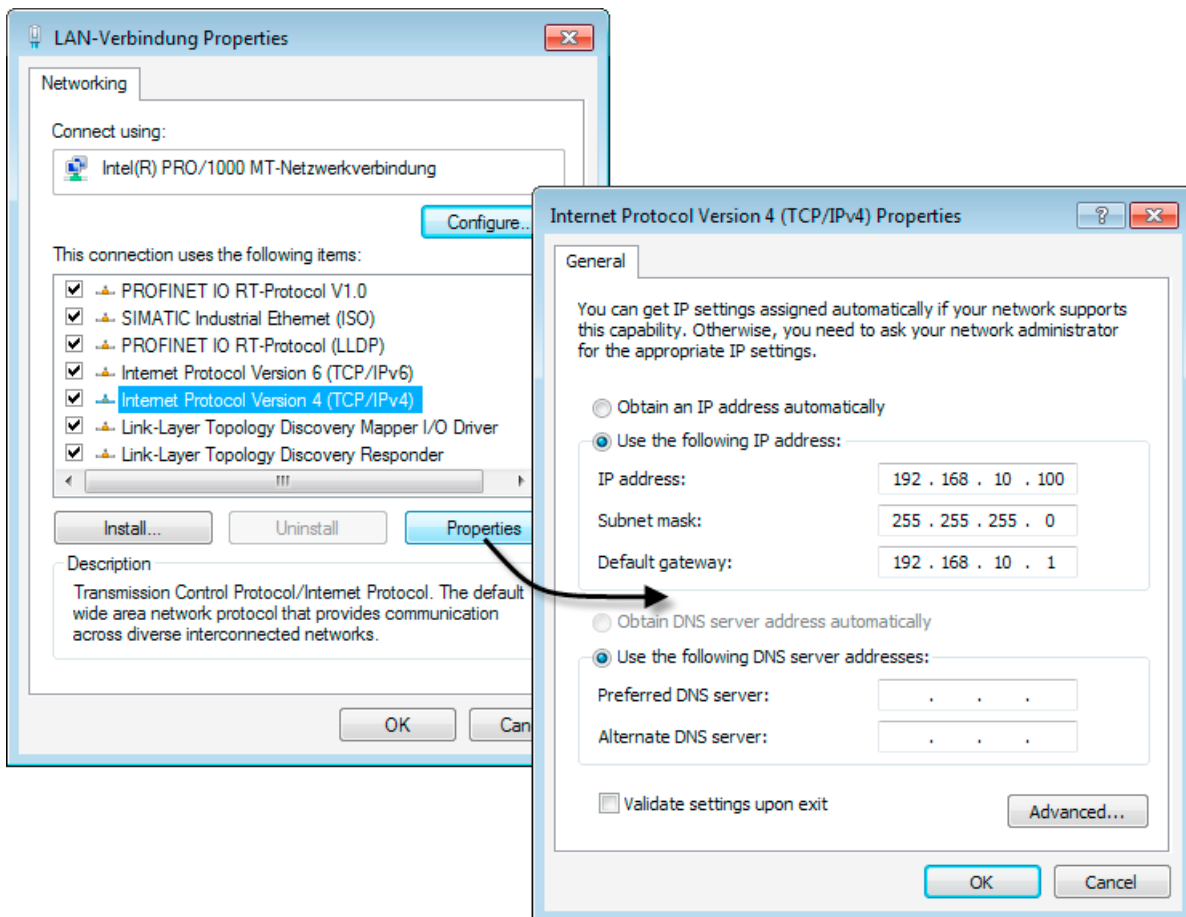 LAN-Verbindung Properties
Networking
Connect using:
Intel(R) PRO/1000 MT-Netzwerkverbindung
Configure...
This connection uses the following items:
PROFINET IO RT-Protocol V1.0
SIMATIC Industrial Ethernet (ISO)
PROFINET IO RT-Protocol (LLDP)
Internet Protocol Version 6 (TCP/IPv6)
Internet Protocol Version 4 (TCP/IPv4)
Link-Layer Topology Discovery Mapper I/O Driver
Link-Layer Topology Discovery Responder
Install...
Uninstall
Properties
Description
Transmission Control Protocol/Internet Protocol. The default
wide area network protocol that provides communication
across diverse interconnected networks.
OK
Can
Internet Protocol Version 4 (TCP/IPv4) Properties
General
You can get IP settings assigned automatically if your network supports
this capability. Otherwise, you need to ask your network administrator
for the appropriate IP settings.
Obtain an IP address automatically
Use the following IP address:
IP address: 192 . 168 . 10 . 100
Subnet mask: 255 . 255 . 255 . 0
Default gateway: 192 . 168 . 10 . 1
Obtain DNS server address automatically
Use the following DNS server addresses:
Preferred DNS server: . . .
Alternate DNS server: . . .
Validate settings upon exit
Advanced...
OK
Cancel